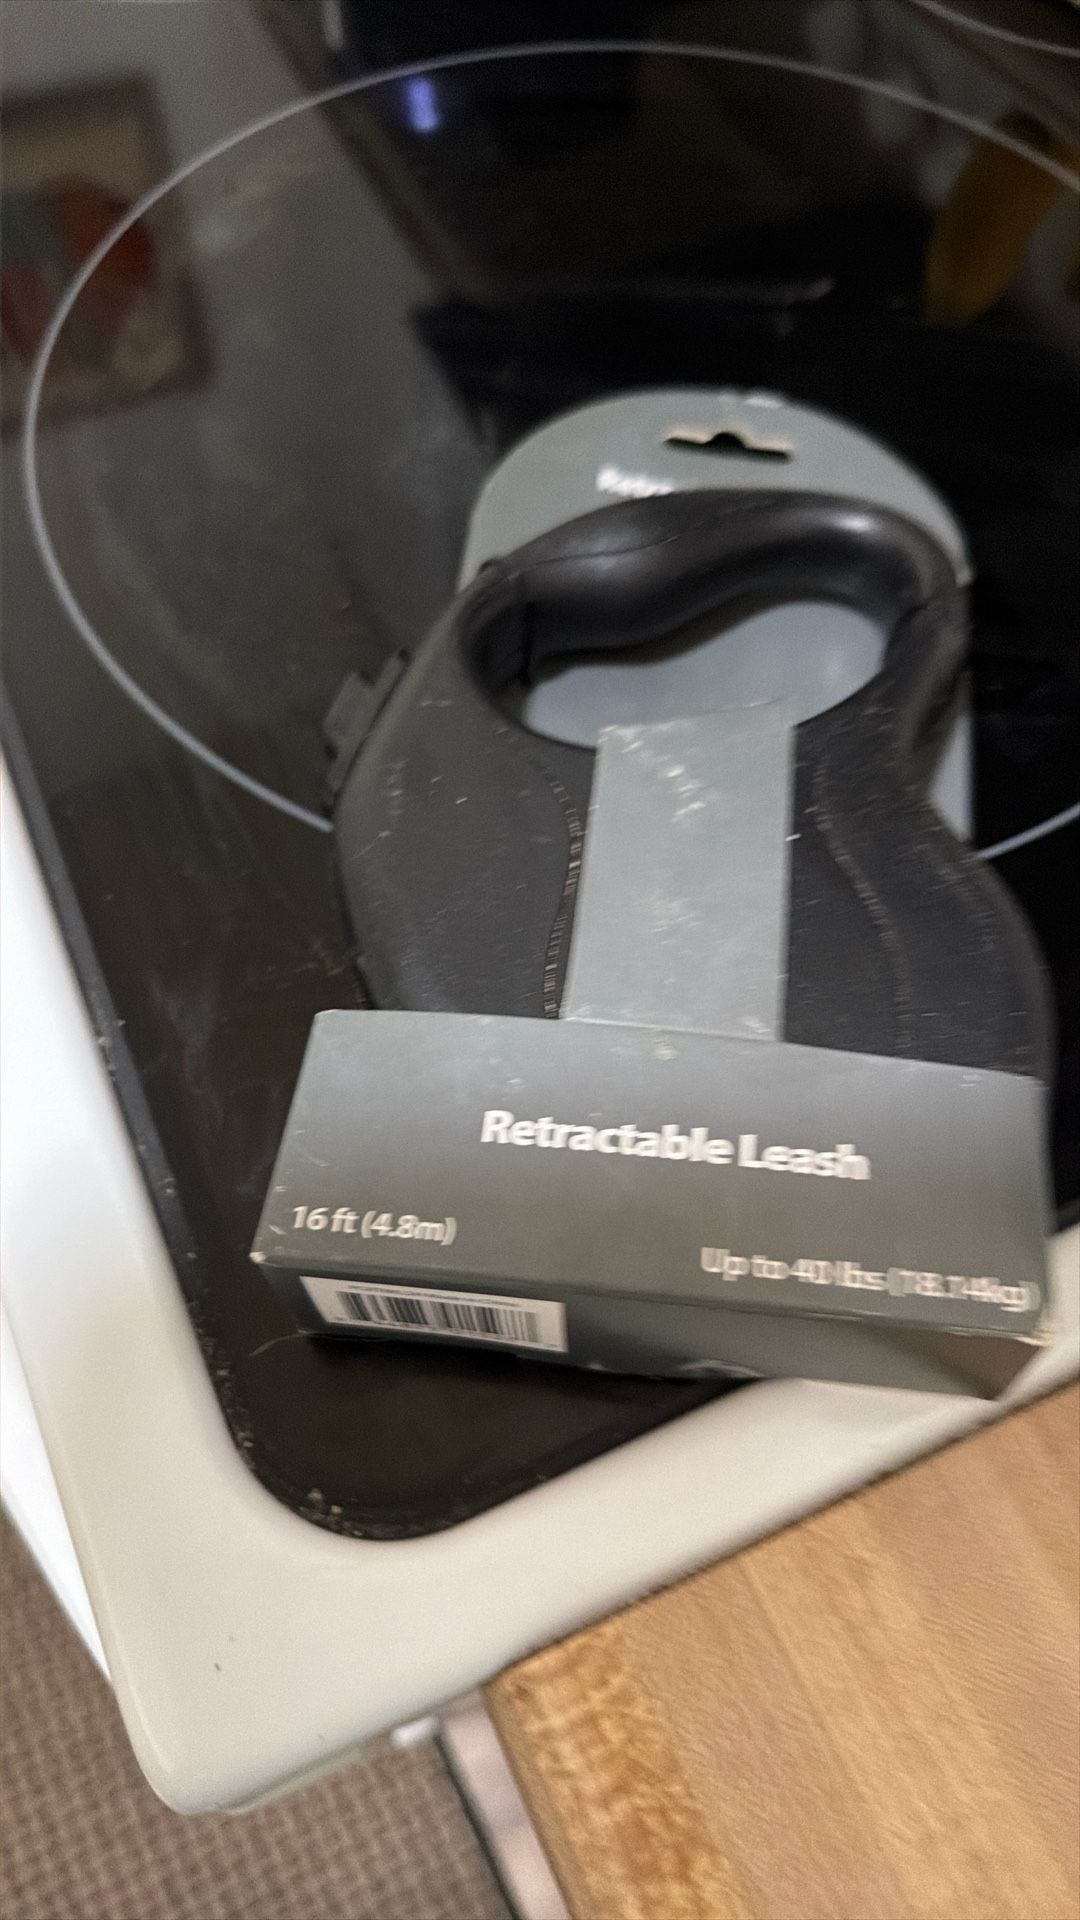 Retractable Leash
16 ft (4.8m)
Up to 40 lbs (18.14kg)